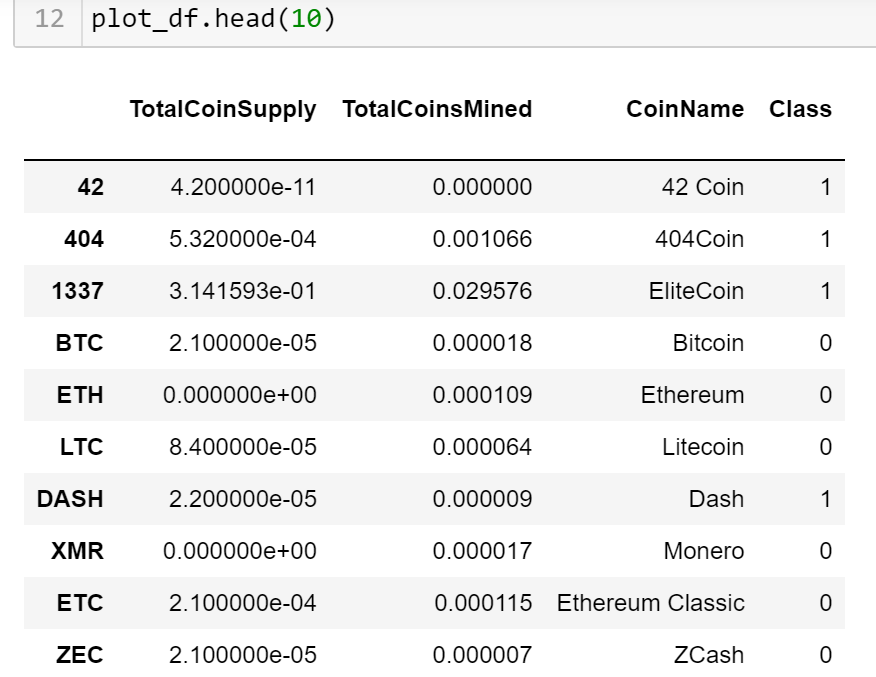 12 plot_df.head(10)
TotalCoinSupply TotalCoinsMined CoinName Class
42 4.200000e-11 0.000000 42 Coin 1
404 5.320000e-04 0.001066 404Coin 1
1337 3.141593e-01 0.029576 EliteCoin 1
BTC 2.100000e-05 0.000018 Bitcoin 0
ETH 0.000000e+00 0.000109 Ethereum 0
LTC 8.400000e-05 0.000064 Litecoin 0
DASH 2.200000e-05 0.000009 Dash 1
XMR 0.000000e+00 0.000017 Monero 0
ETC 2.100000e-04 0.000115 Ethereum Classic 0
ZEC 2.100000e-05 0.000007 ZCash 0